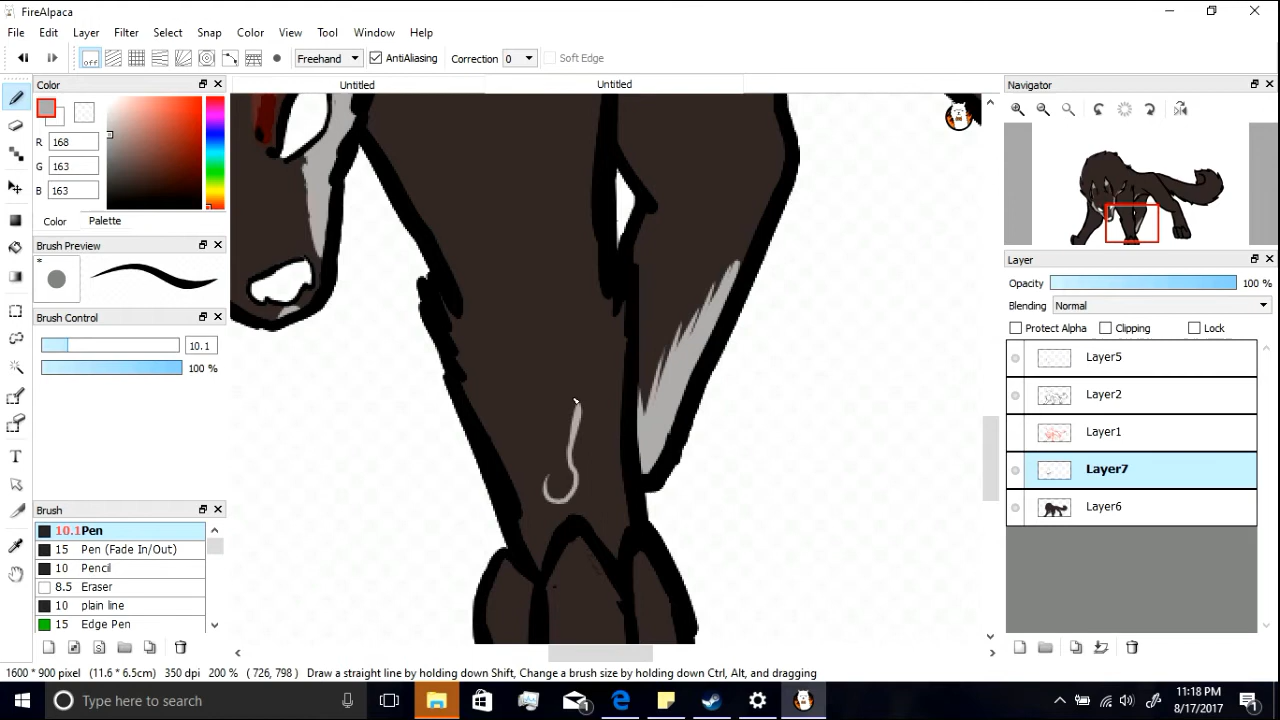 FireAlpaca
File Edit Layer Filter Select Snap Color View Tool Window Help
off Freehand AntiAliasing Correction 0 Soft Edge
Color
Untitled Untitled
Navigator
R 168
G 163
B 163
Color Palette
Brush Preview
*
Brush Control
10.1
100 %
Layer
Opacity 100 %
Blending Normal
Protect Alpha Clipping Lock
Layer5
Layer2
Layer1
Layer7
Layer6
Brush
10.1 Pen
15 Pen (Fade In/Out)
10 Pencil
8.5 Eraser
10 plain line
15 Edge Pen
1600 * 900 pixel (11.6 * 6.5cm) 350 dpi 200 % ( 726, 798 ) Draw a straight line by holding down Shift, Change a brush size by holding down Ctrl, Alt, and dragging
Type here to search
1
11:18 PM
8/17/2017
1